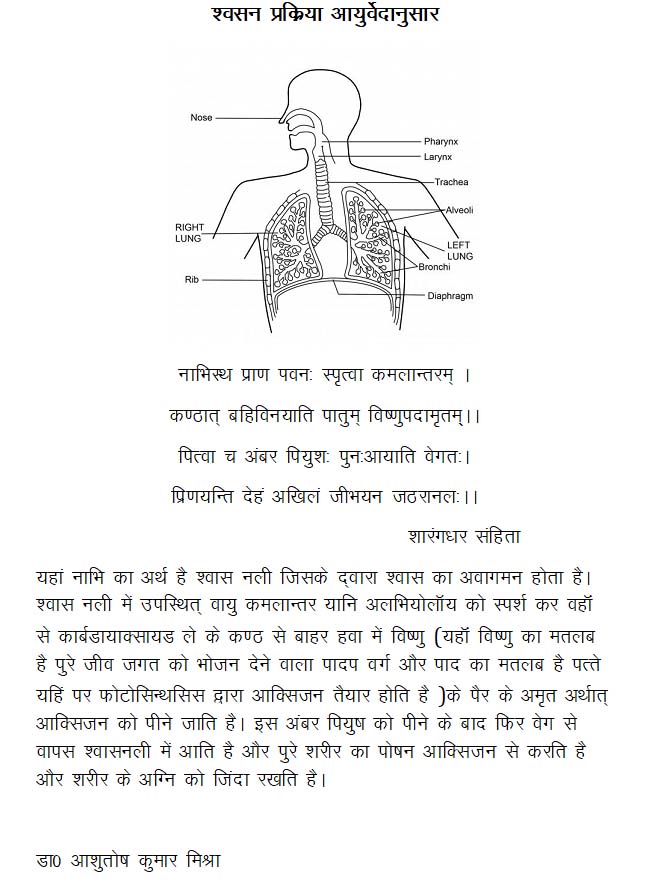 श्वसन प्रक्रिया आयुर्वेदानुसार
Nose
Pharynx
Larynx
Trachea
Alveoli
RIGHT
LUNG
LEFT
LUNG
Bronchi
Rib
Diaphragm
नाभिस्थ प्राण पवनः स्पृत्वा कमलान्तरम् ।
कण्ठात् बहिविनयाति पातुम् विष्णुपदामृतम्।।
पित्वा च अंबर पियुशः पुनःआयाति वेगतः।
प्रिणयन्ति देहं अखिलं जीभयन जठरानलः।।
शारंगधर संहिता
यहां नाभि का अर्थ है श्वास नली जिसके द्वारा श्वास का अवागमन होता है।
श्वास नली में उपस्थित् वायु कमलान्तर यानि अलभियोलॉय को स्पर्श कर वहॉ
से कार्बडायाक्सायड ले के कण्ठ से बाहर हवा में विष्णु (यहॉ विष्णु का मतलब
है पुरे जीव जगत को भोजन देने वाला पादप वर्ग और पाद का मतलब है पत्ते
यहिं पर फोटोसिन्थसिस द्वारा आक्सिजन तैयार होति है )के पैर के अमृत अर्थात्
आक्सिजन को पीने जाति है। इस अंबर पियुष को पीने के बाद फिर वेग से
वापस श्वासनली में आति है और पुरे शरीर का पोषन आक्सिजन से करति है
और शरीर के अग्नि को जिंदा रखति है।
डा0 आशुतोष कुमार मिश्रा